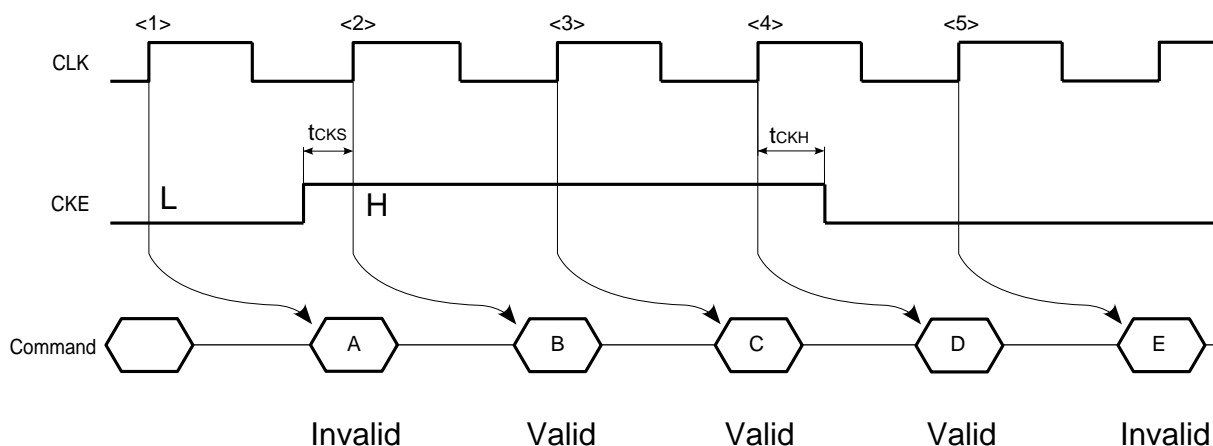 <1> <2> <3> <4> <5>
CLK
tCKS tCKH
CKE L H
Command A B C D E
Invalid Valid Valid Valid Invalid